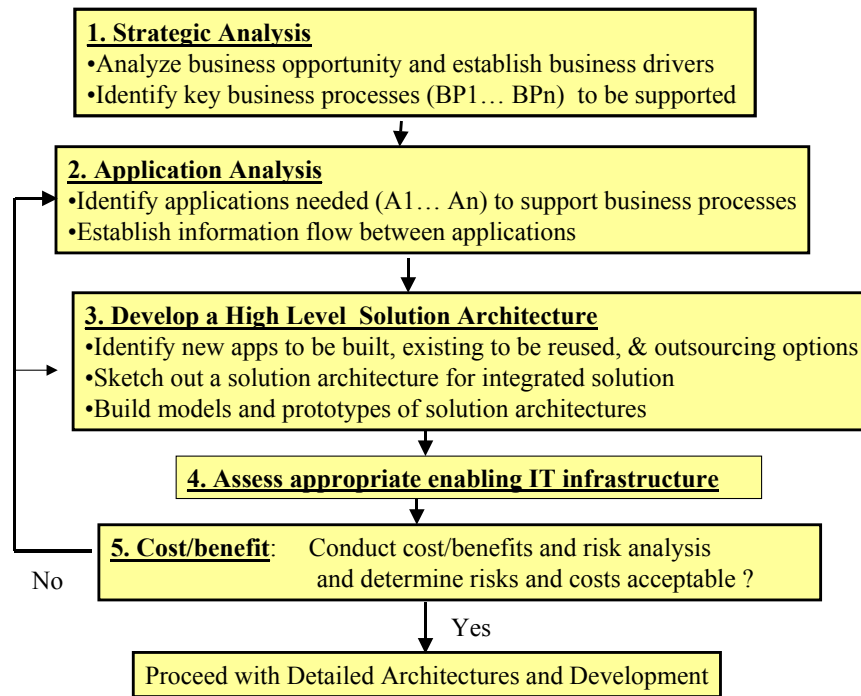 1. Strategic Analysis
•Analyze business opportunity and establish business drivers
•Identify key business processes (BP1… BPn) to be supported
2. Application Analysis
•Identify applications needed (A1… An) to support business processes
•Establish information flow between applications
3. Develop a High Level Solution Architecture
•Identify new apps to be built, existing to be reused, & outsourcing options
•Sketch out a solution architecture for integrated solution
•Build models and prototypes of solution architectures
4. Assess appropriate enabling IT infrastructure
5. Cost/benefit: Conduct cost/benefits and risk analysis
and determine risks and costs acceptable ?
No
Yes
Proceed with Detailed Architectures and Development